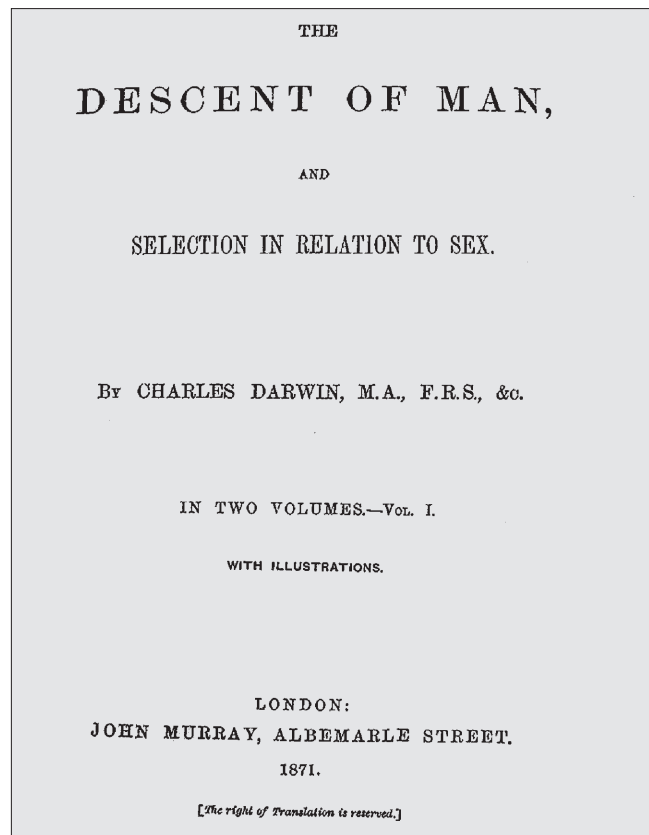 THE
DESCENT OF MAN,
AND
SELECTION IN RELATION TO SEX.
BY CHARLES DARWIN, M.A., F.R.S., &c.
IN TWO VOLUMES.—VOL. I.
WITH ILLUSTRATIONS.
LONDON:
JOHN MURRAY, ALBEMARLE STREET.
1871.
[The right of Translation is reserved.]